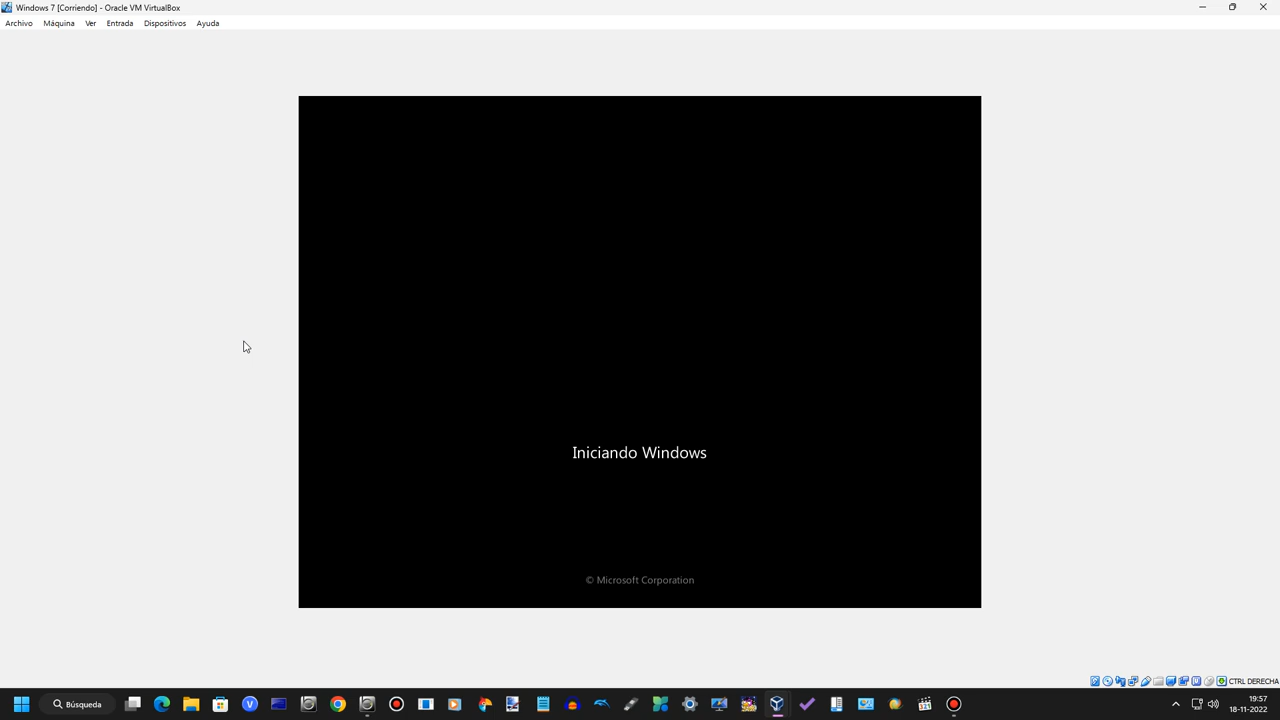 Windows 7 [Corriendo] - Oracle VM VirtualBox
Archivo Máquina Ver Entrada Dispositivos Ayuda
Iniciando Windows
© Microsoft Corporation
CTRL DERECHA
Búsqueda
19:57
18-11-2022